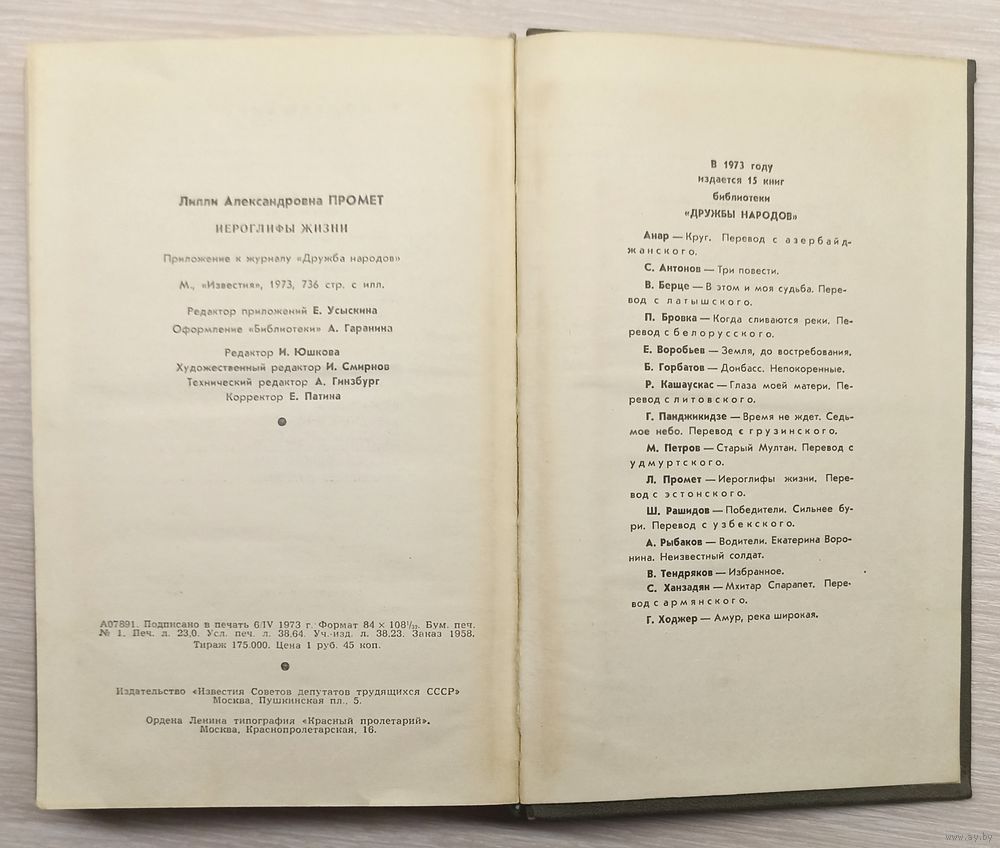 Лилли Александровна ПРОМЕТ
ИЕРОГЛИФЫ ЖИЗНИ
Приложение к журналу «Дружба народов»
М., «Известия», 1973, 736 стр. с илл.
Редактор приложений Е. Усыскина
Оформление «Библиотеки» А. Гаранина
Редактор И. Юшкова
Художественный редактор И. Смирнов
Технический редактор А. Гинзбург
Корректор Е. Патина
А07891. Подписано в печать 6/IV 1973 г. Формат 84 × 108¹/₃₂. Бум. печ.
№ 1. Печ. л. 23,0. Усл. печ. л. 38,64. Уч.-изд. л. 38,23. Заказ 1958.
Тираж 175.000. Цена 1 руб. 45 коп.
Издательство «Известия Советов депутатов трудящихся СССР»
Москва, Пушкинская пл., 5.
Ордена Ленина типография «Красный пролетарий».
Москва, Краснопролетарская, 16.
В 1973 году
издается 15 книг
библиотеки
«ДРУЖБЫ НАРОДОВ»
Анар — Круг. Перевод с азербайд-
жанского.
С. Антонов — Три повести.
В. Берце — В этом и моя судьба. Пере-
вод с латышского.
П. Бровка — Когда сливаются реки. Пе-
ревод с белорусского.
Е. Воробьев — Земля, до востребования.
Б. Горбатов — Донбасс. Непокоренные.
Р. Кашаускас — Глаза моей матери. Пе-
ревод с литовского.
Г. Панджикидзе — Время не ждет. Седь-
мое небо. Перевод с грузинского.
М. Петров — Старый Мултан. Перевод с
удмуртского.
Л. Промет — Иероглифы жизни. Пере-
вод с эстонского.
Ш. Рашидов — Победители. Сильнее бу-
ри. Перевод с узбекского.
А. Рыбаков — Водители. Екатерина Воро-
нина. Неизвестный солдат.
В. Тендряков — Избранное.
С. Ханзадян — Мхитар Спарапет. Пере-
вод с армянского.
Г. Ходжер — Амур, река широкая.
www.ay.by